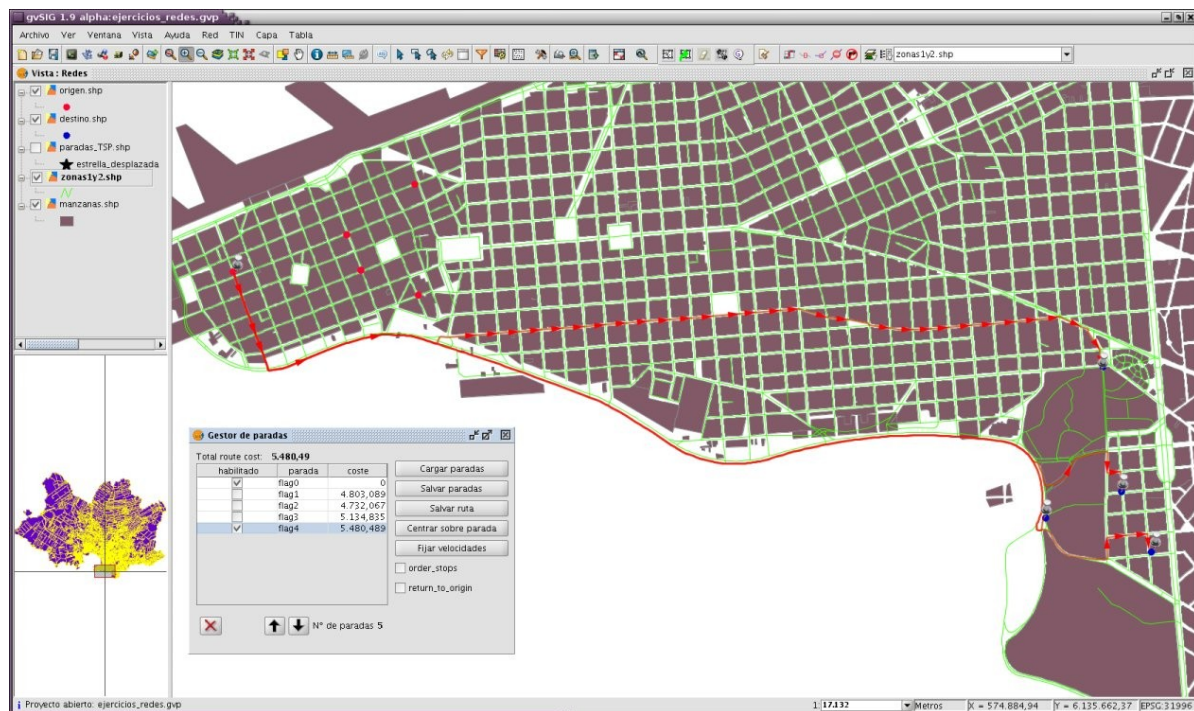 gvSIG 1.9 alpha:ejercicios_redes.gvp
Archivo Ver Ventana Vista Ayuda Red TIN Capa Tabla
zonas1y2.shp
Vista : Redes
origen.shp
destino.shp
paradas_TSP.shp
estrella_desplazada
zonas1y2.shp
manzanas.shp
Gestor de paradas
Total route cost: 5.480,49
habilitado parada coste
flag0 0
flag1 4.803,089
flag2 4.732,067
flag3 5.134,835
flag4 5.480,489
Cargar paradas
Salvar paradas
Salvar ruta
Centrar sobre parada
Fijar velocidades
order_stops
return_to_origin
N° de paradas 5
Proyecto abierto: ejercicios_redes.gvp 1: 17.132 Metros X = 574.884,94 Y = 6.135.662,37 EPSG:31996